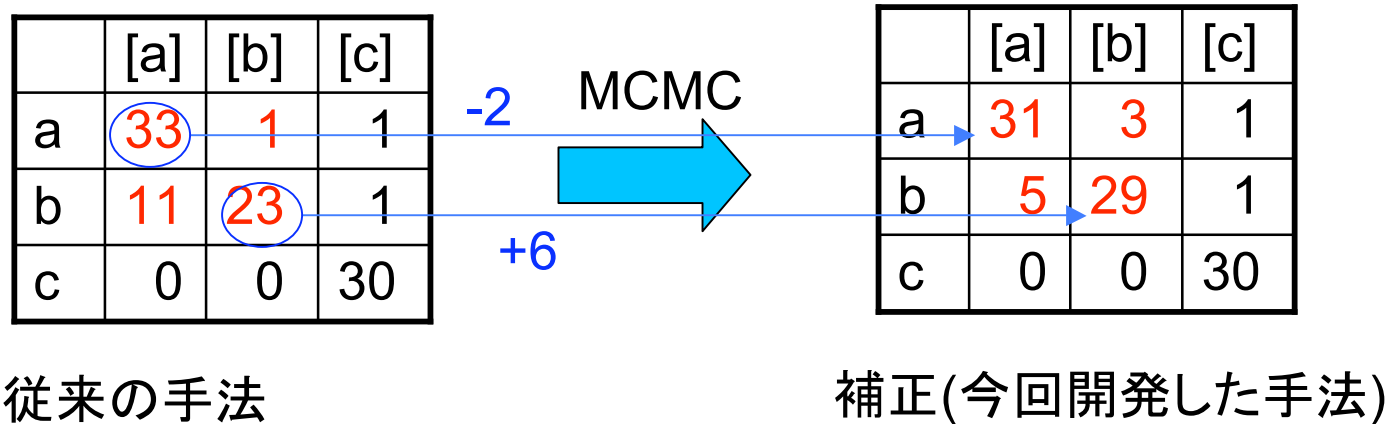 [a] [b] [c]
a 33 1 1
b 11 23 1
c 0 0 30
従来の手法
-2
MCMC
+6
[a] [b] [c]
a 31 3 1
b 5 29 1
c 0 0 30
補正(今回開発した手法)